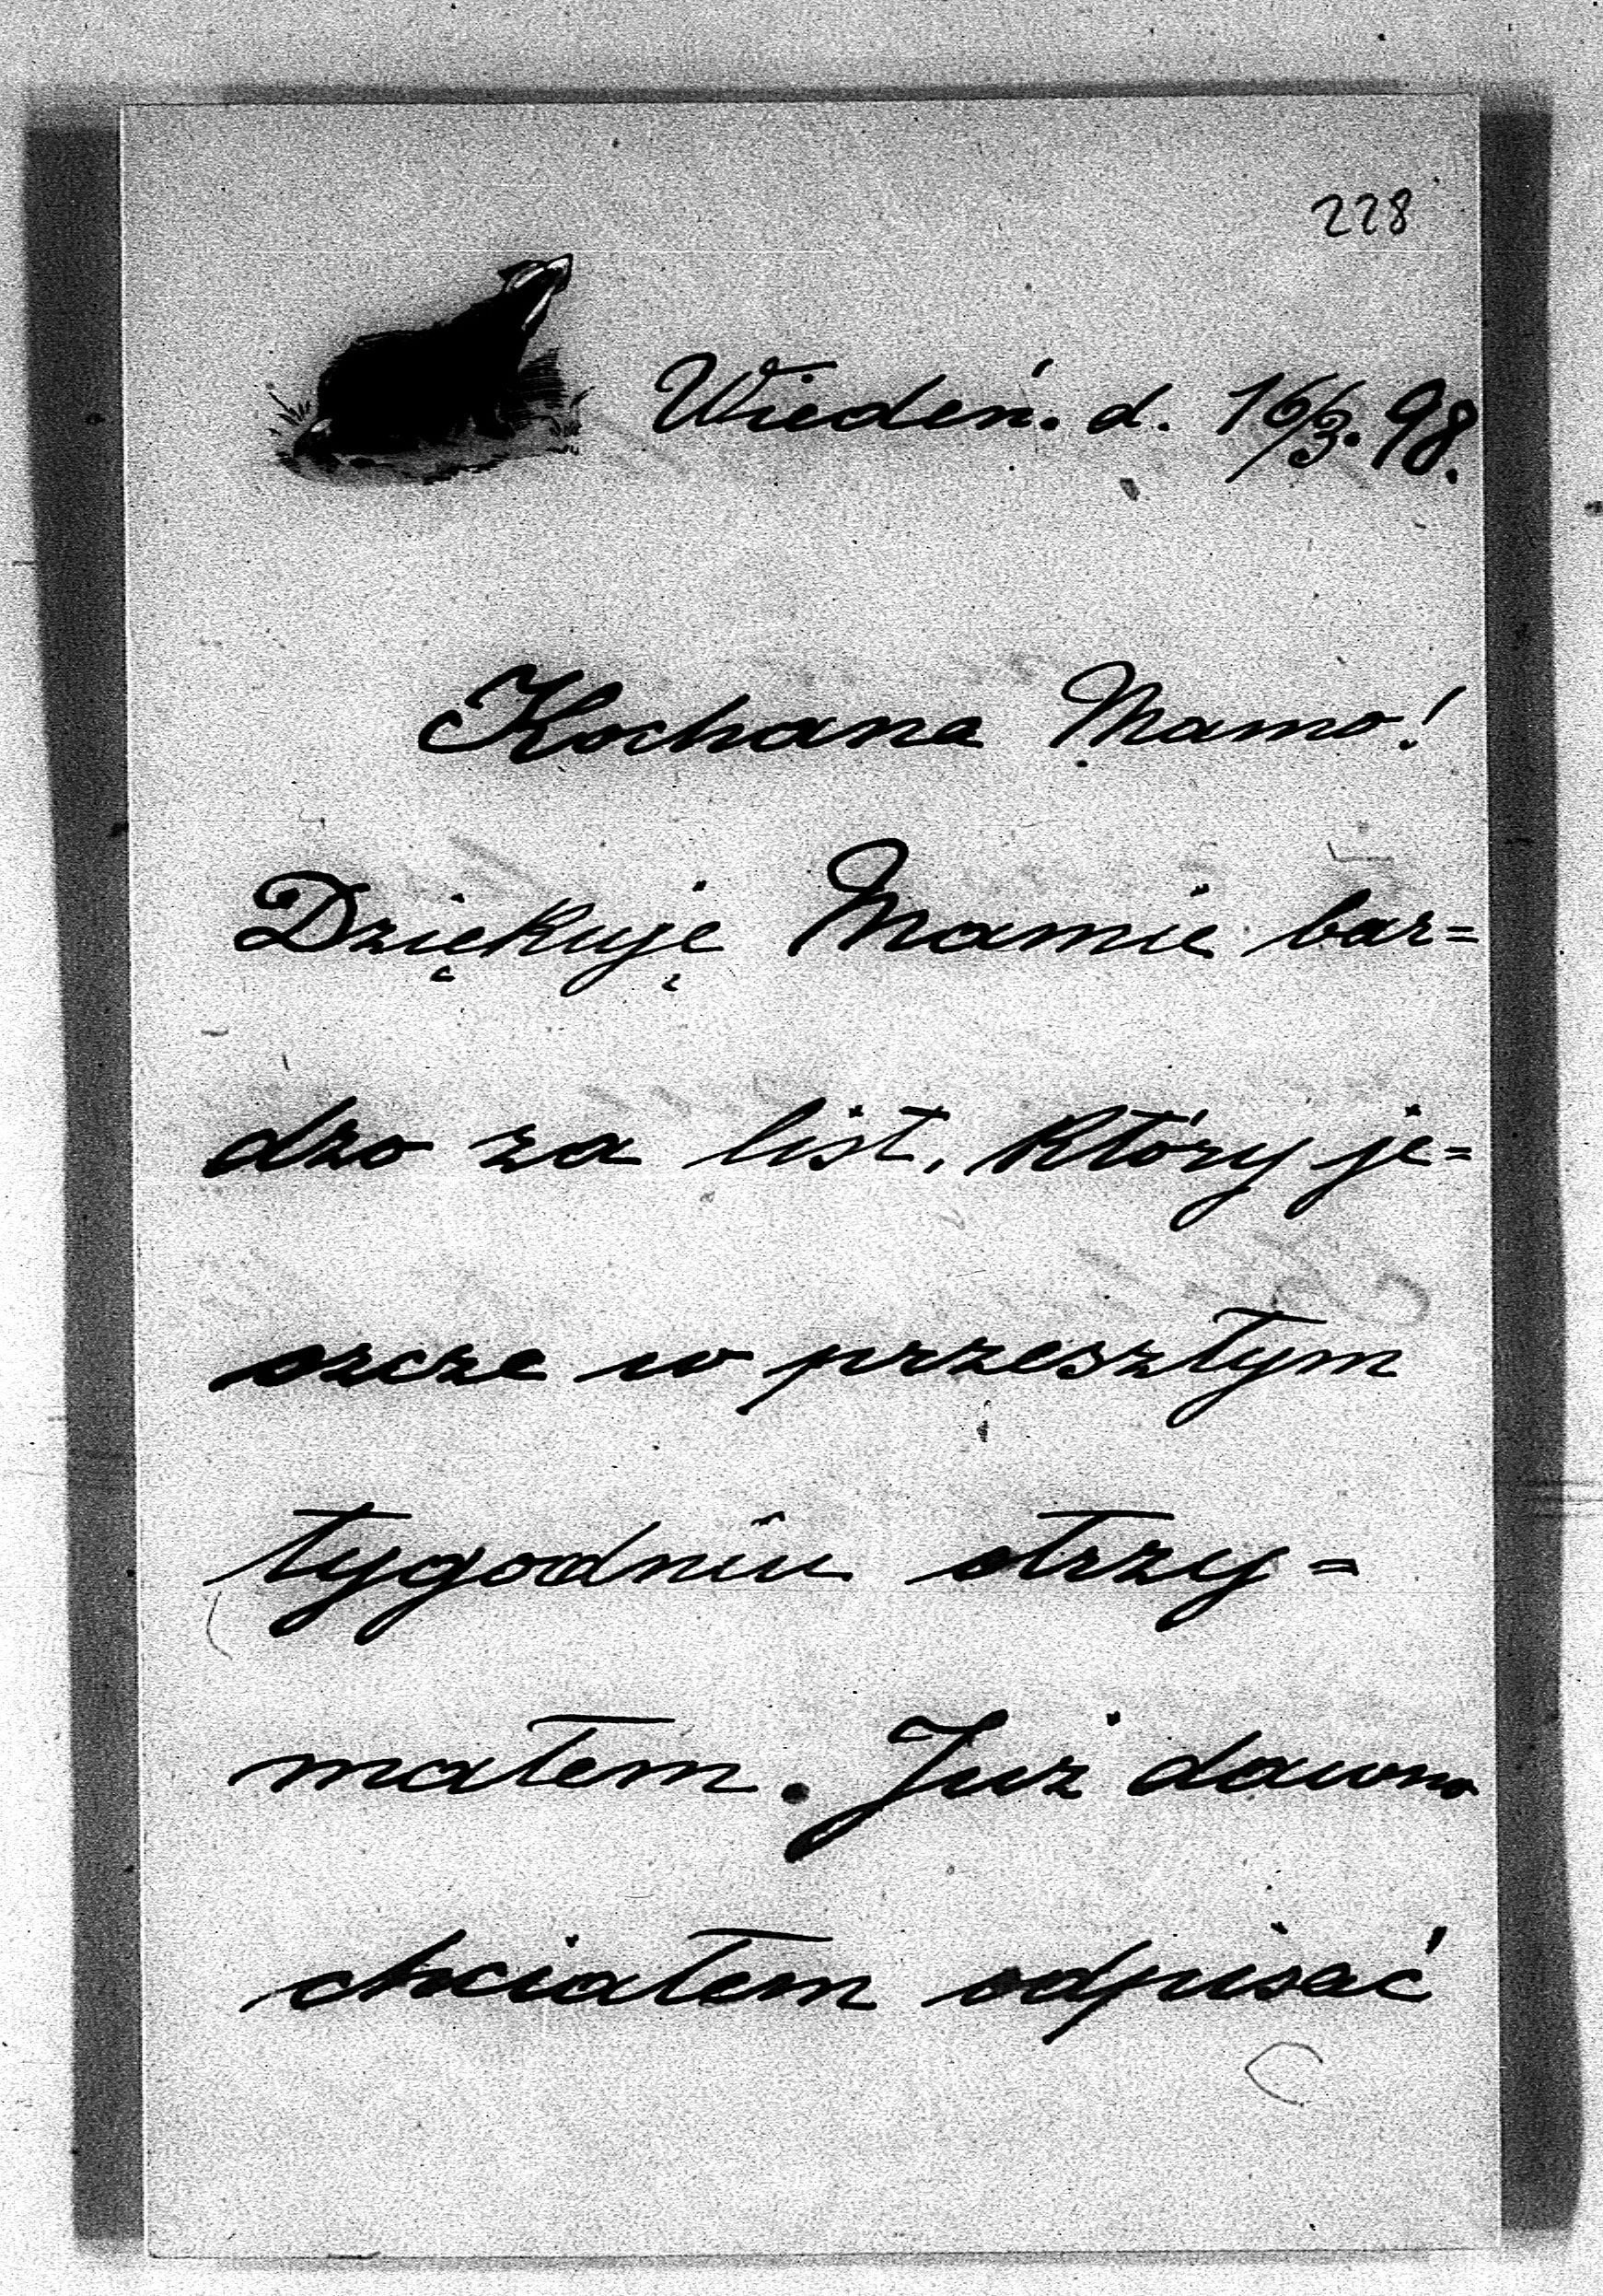 228
Wiedeń. d. 16/3. 98.
Kochana Mamo!
Dziękuję Mamie bar=
dzo za list, który je=
szcze w przeszłym
tygodniu otrzy=
małem. Już dawno
chciałem odpisać